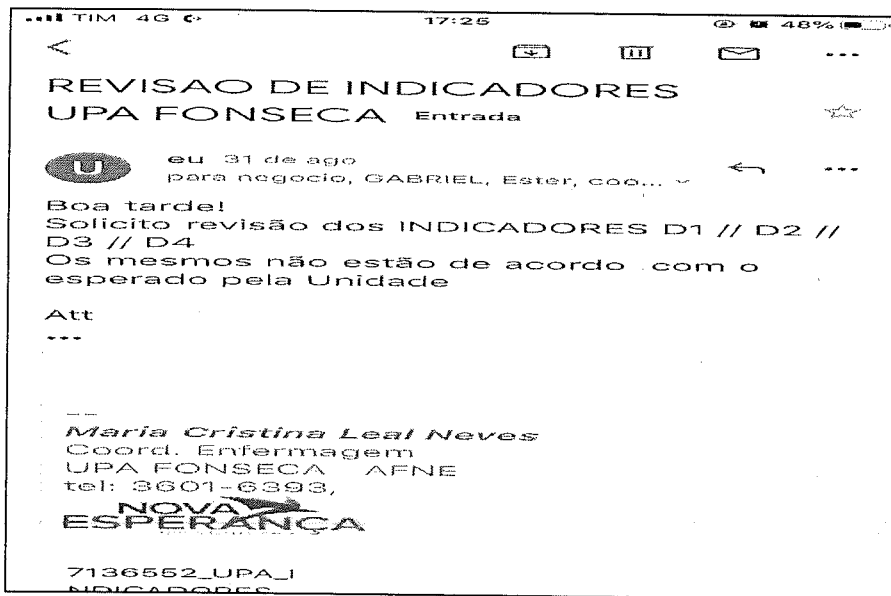 TIM 4G 17:25 48%
REVISAO DE INDICADORES
UPA FONSECA Entrada
U
eu 31 de ago
para negocio, GABRIEL, Ester, coo...
Boa tarde!
Solicito revisão dos INDICADORES D1 // D2 //
D3 // D4
Os mesmos não estão de acordo com o
esperado pela Unidade
Att
...
--
Maria Cristina Leal Neves
Coord. Enfermagem
UPA FONSECA AFNE
tel: 3601-6393,
NOVA
ESPERANÇA
7136552_UPA_I
NDICADORES